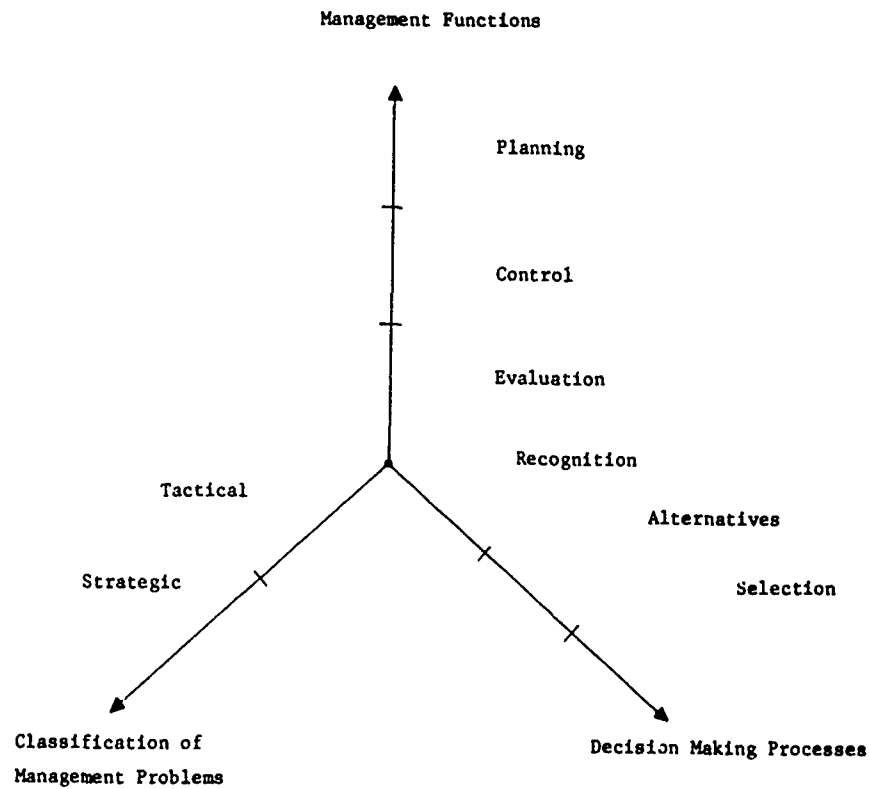 Management Functions
Planning
Control
Evaluation
Recognition
Tactical
Alternatives
Strategic
Selection
Classification of
Management Problems
Decision Making Processes